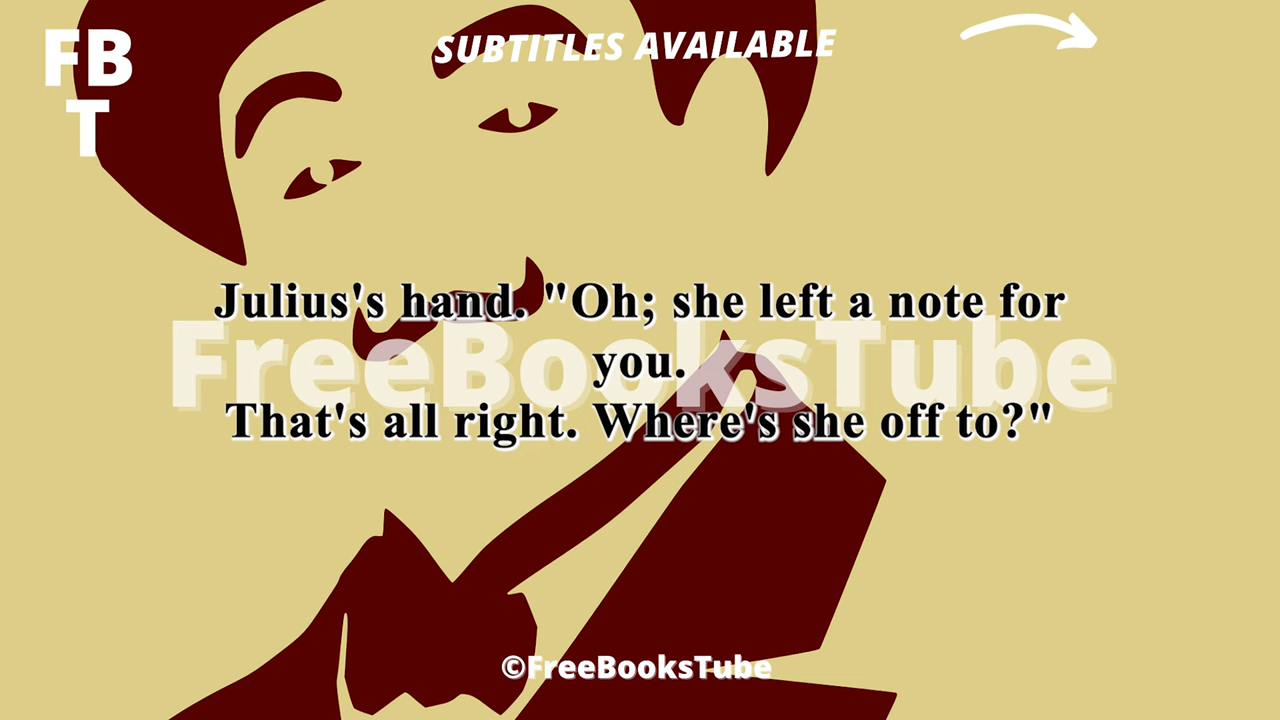 FB
T
SUBTITLES AVAILABLE
Julius's hand. "Oh; she left a note for
you.
That's all right. Where's she off to?"
FreeBooksTube
©FreeBooksTube